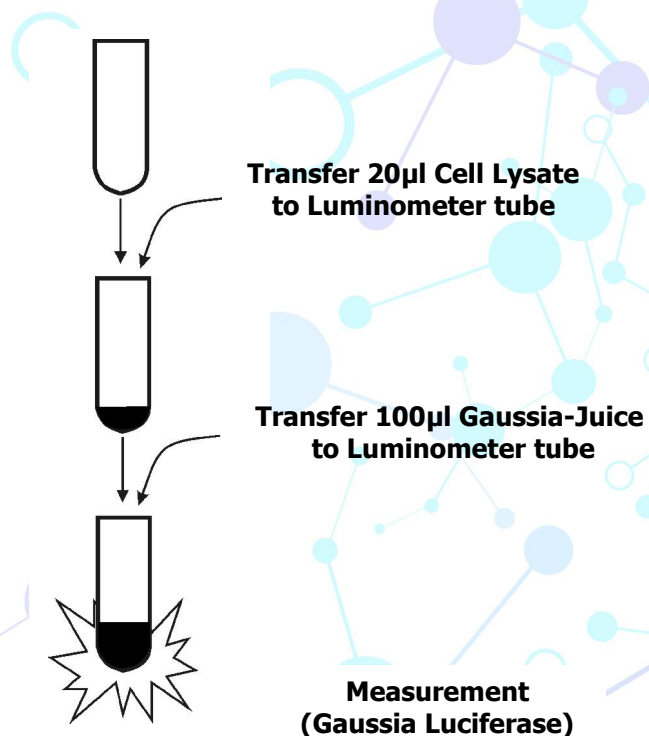 Transfer 20µl Cell Lysate
to Luminometer tube
Transfer 100µl Gaussia-Juice
to Luminometer tube
Measurement
(Gaussia Luciferase)